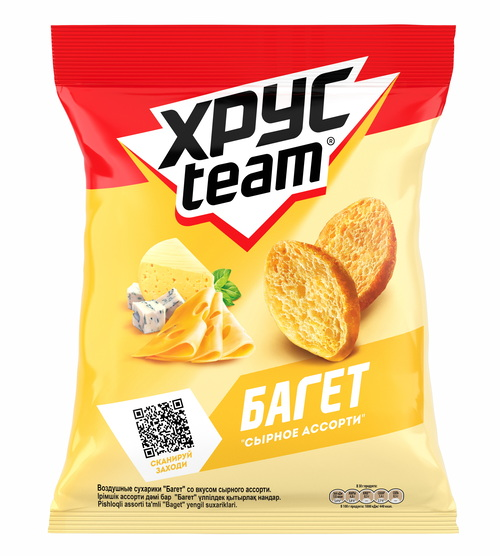 ХРУС
team®
БАГЕТ
"СЫРНОЕ АССОРТИ"
СКАНИРУЙ
ЗАХОДИ
Воздушные сухарики "Багет" со вкусом сырного ассорти.
Ірімшік ассорти дәмі бар "Багет" үлпілдек қытырлақ нандар.
Pishloqli assorti ta'mli "Baget" yengil suxariklari.